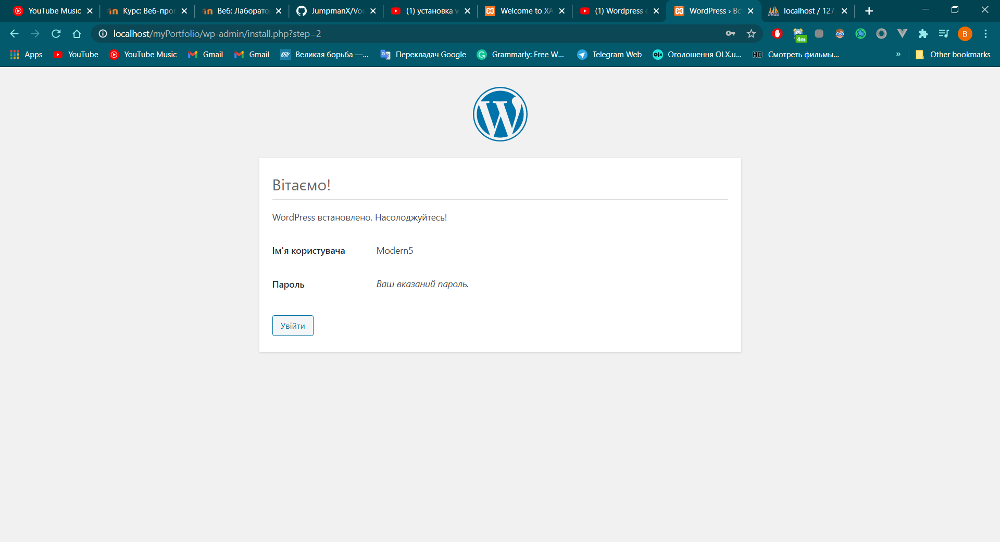 YouTube Music
Курс: Веб-прог
Веб: Лаборатор
JumpmanX/Voc
(1) установка w
Welcome to XA
(1) Wordpress
WordPress › Вс
localhost / 127.
localhost/myPortfolio/wp-admin/install.php?step=2
4m
B
Apps
YouTube
YouTube Music
Gmail
Gmail
Великая борьба —...
Перекладач Google
Grammarly: Free W...
Telegram Web
Оголошення OLX.u...
HD Смотреть фильмы...
»
Other bookmarks
Вітаємо!
WordPress встановлено. Насолоджуйтесь!
Ім'я користувача Modern5
Пароль Ваш вказаний пароль.
Увійти